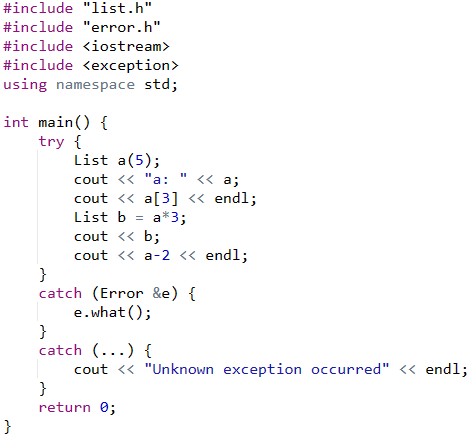 #include "list.h"
#include "error.h"
#include <iostream>
#include <exception>
using namespace std;

int main() {
    try {
        List a(5);
        cout << "a: " << a;
        cout << a[3] << endl;
        List b = a*3;
        cout << b;
        cout << a-2 << endl;
    }
    catch (Error &e) {
        e.what();
    }
    catch (...) {
        cout << "Unknown exception occurred" << endl;
    }
    return 0;
}